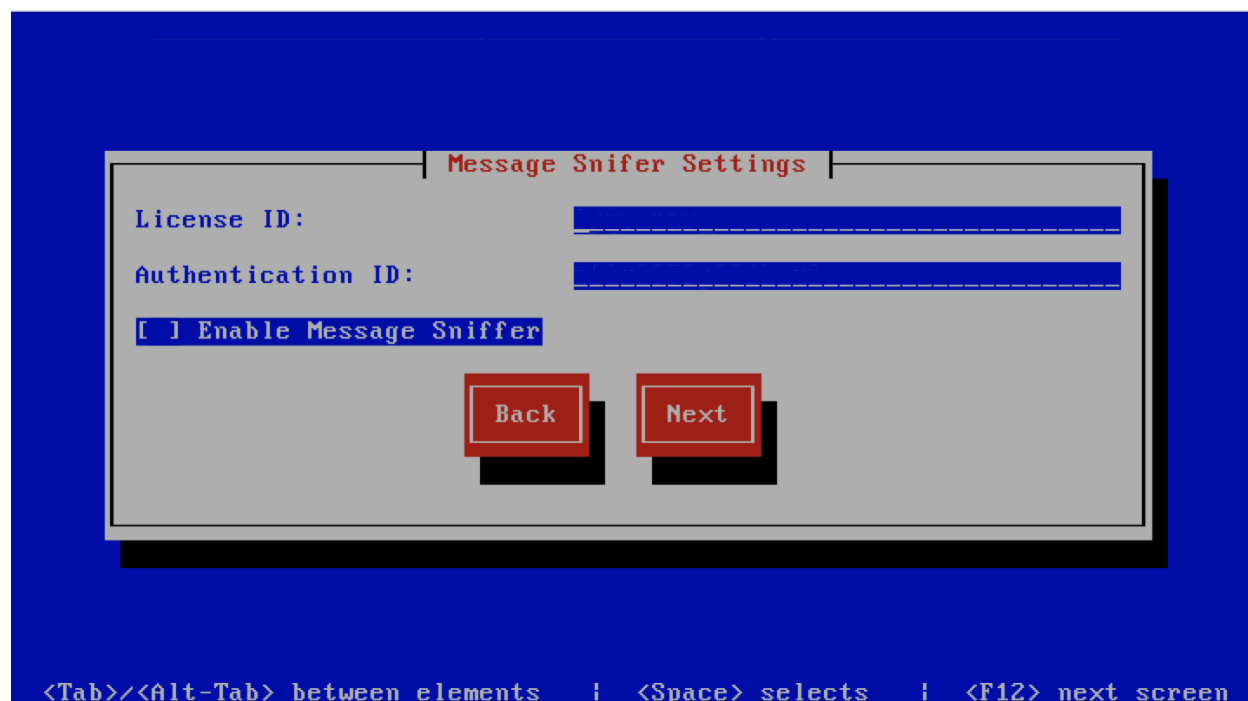 Message Snifer Settings
License ID:
Authentication ID:
[ ] Enable Message Sniffer
Back Next
<Tab>/<Alt-Tab> between elements | <Space> selects | <F12> next screen